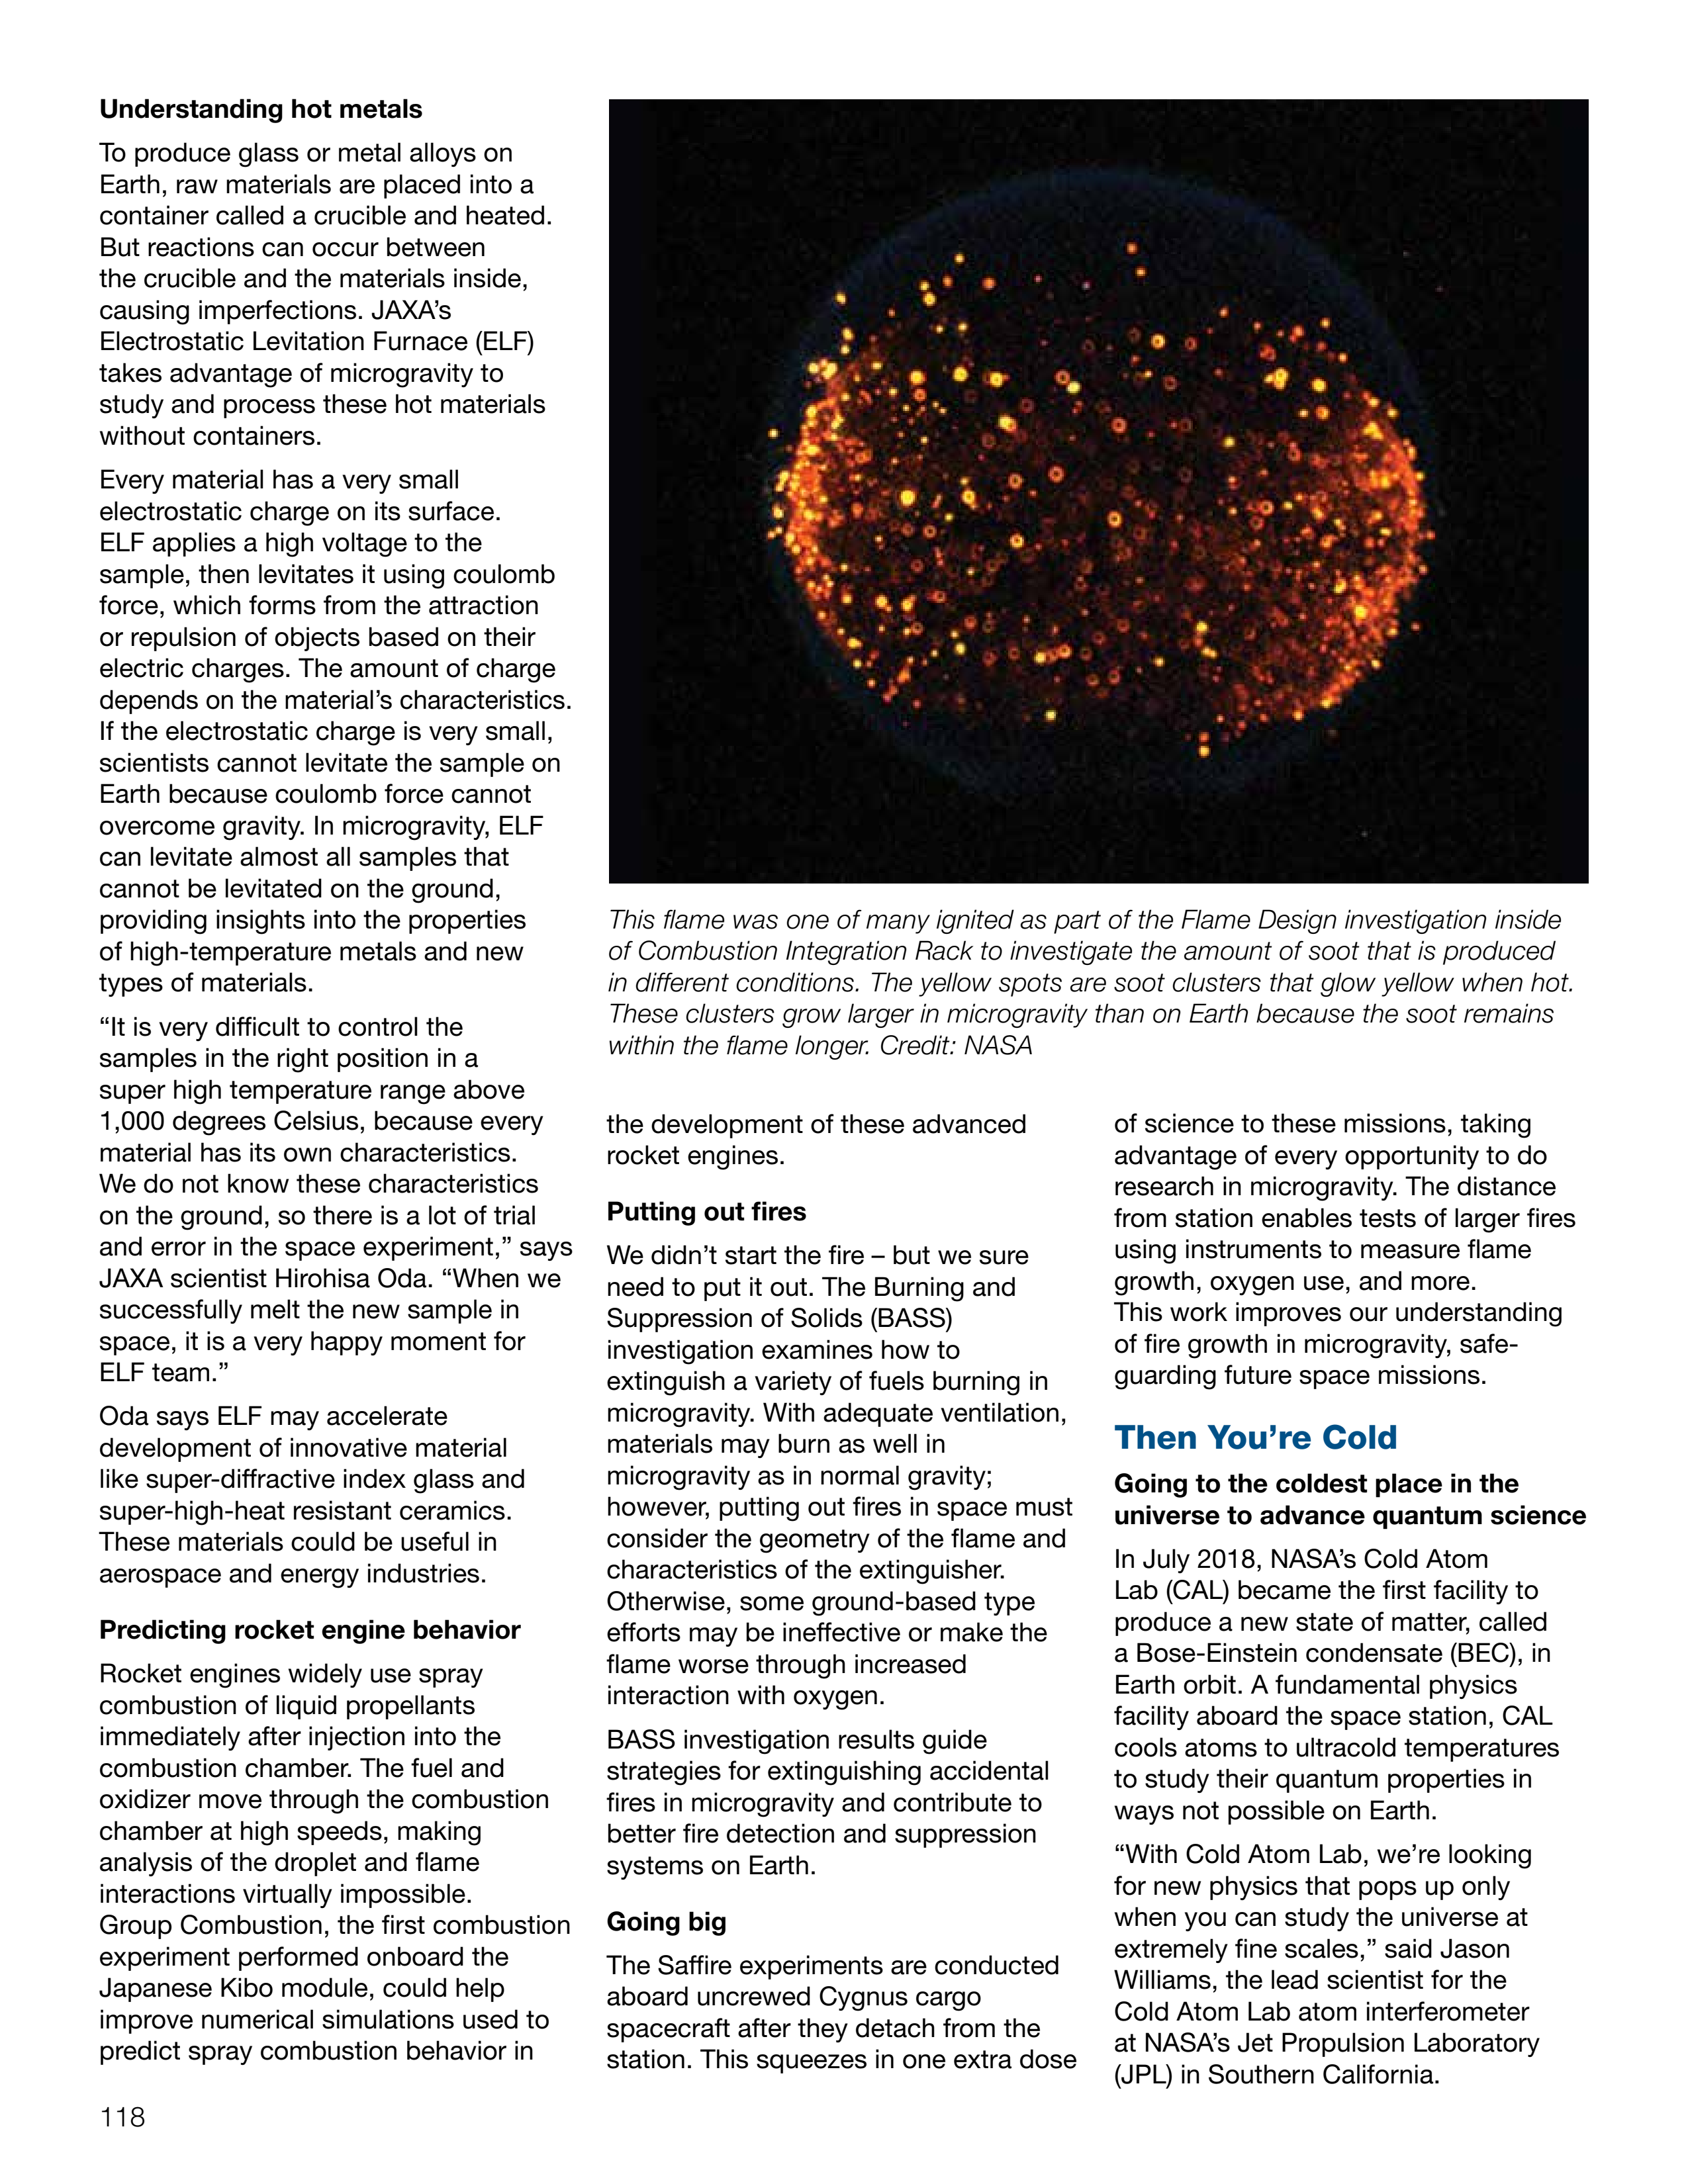 Understanding hot metals
To produce glass or metal alloys on
Earth, raw materials are placed into a
container called a crucible and heated.
But reactions can occur between
the crucible and the materials inside,
causing imperfections. JAXA’s
Electrostatic Levitation Furnace (ELF)
takes advantage of microgravity to
study and process these hot materials
without containers.
Every material has a very small
electrostatic charge on its surface.
ELF applies a high voltage to the
sample, then levitates it using coulomb
force, which forms from the attraction
or repulsion of objects based on their
electric charges. The amount of charge
depends on the material’s characteristics.
If the electrostatic charge is very small,
scientists cannot levitate the sample on
Earth because coulomb force cannot
overcome gravity. In microgravity, ELF
can levitate almost all samples that
cannot be levitated on the ground,
providing insights into the properties
of high-temperature metals and new
types of materials.
“It is very difficult to control the
samples in the right position in a
super high temperature range above
1,000 degrees Celsius, because every
material has its own characteristics.
We do not know these characteristics
on the ground, so there is a lot of trial
and error in the space experiment,” says
JAXA scientist Hirohisa Oda. “When we
successfully melt the new sample in
space, it is a very happy moment for
ELF team.”
Oda says ELF may accelerate
development of innovative material
like super-diffractive index glass and
super-high-heat resistant ceramics.
These materials could be useful in
aerospace and energy industries.
Predicting rocket engine behavior
Rocket engines widely use spray
combustion of liquid propellants
immediately after injection into the
combustion chamber. The fuel and
oxidizer move through the combustion
chamber at high speeds, making
analysis of the droplet and flame
interactions virtually impossible.
Group Combustion, the first combustion
experiment performed onboard the
Japanese Kibo module, could help
improve numerical simulations used to
predict spray combustion behavior in
This flame was one of many ignited as part of the Flame Design investigation inside
of Combustion Integration Rack to investigate the amount of soot that is produced
in different conditions. The yellow spots are soot clusters that glow yellow when hot.
These clusters grow larger in microgravity than on Earth because the soot remains
within the flame longer. Credit: NASA
the development of these advanced
rocket engines.
Putting out fires
We didn’t start the fire – but we sure
need to put it out. The Burning and
Suppression of Solids (BASS)
investigation examines how to
extinguish a variety of fuels burning in
microgravity. With adequate ventilation,
materials may burn as well in
microgravity as in normal gravity;
however, putting out fires in space must
consider the geometry of the flame and
characteristics of the extinguisher.
Otherwise, some ground-based type
efforts may be ineffective or make the
flame worse through increased
interaction with oxygen.
BASS investigation results guide
strategies for extinguishing accidental
fires in microgravity and contribute to
better fire detection and suppression
systems on Earth.
Going big
The Saffire experiments are conducted
aboard uncrewed Cygnus cargo
spacecraft after they detach from the
station. This squeezes in one extra dose
of science to these missions, taking
advantage of every opportunity to do
research in microgravity. The distance
from station enables tests of larger fires
using instruments to measure flame
growth, oxygen use, and more.
This work improves our understanding
of fire growth in microgravity, safe-
guarding future space missions.
Then You’re Cold
Going to the coldest place in the
universe to advance quantum science
In July 2018, NASA’s Cold Atom
Lab (CAL) became the first facility to
produce a new state of matter, called
a Bose-Einstein condensate (BEC), in
Earth orbit. A fundamental physics
facility aboard the space station, CAL
cools atoms to ultracold temperatures
to study their quantum properties in
ways not possible on Earth.
“With Cold Atom Lab, we’re looking
for new physics that pops up only
when you can study the universe at
extremely fine scales,” said Jason
Williams, the lead scientist for the
Cold Atom Lab atom interferometer
at NASA’s Jet Propulsion Laboratory
(JPL) in Southern California.
118